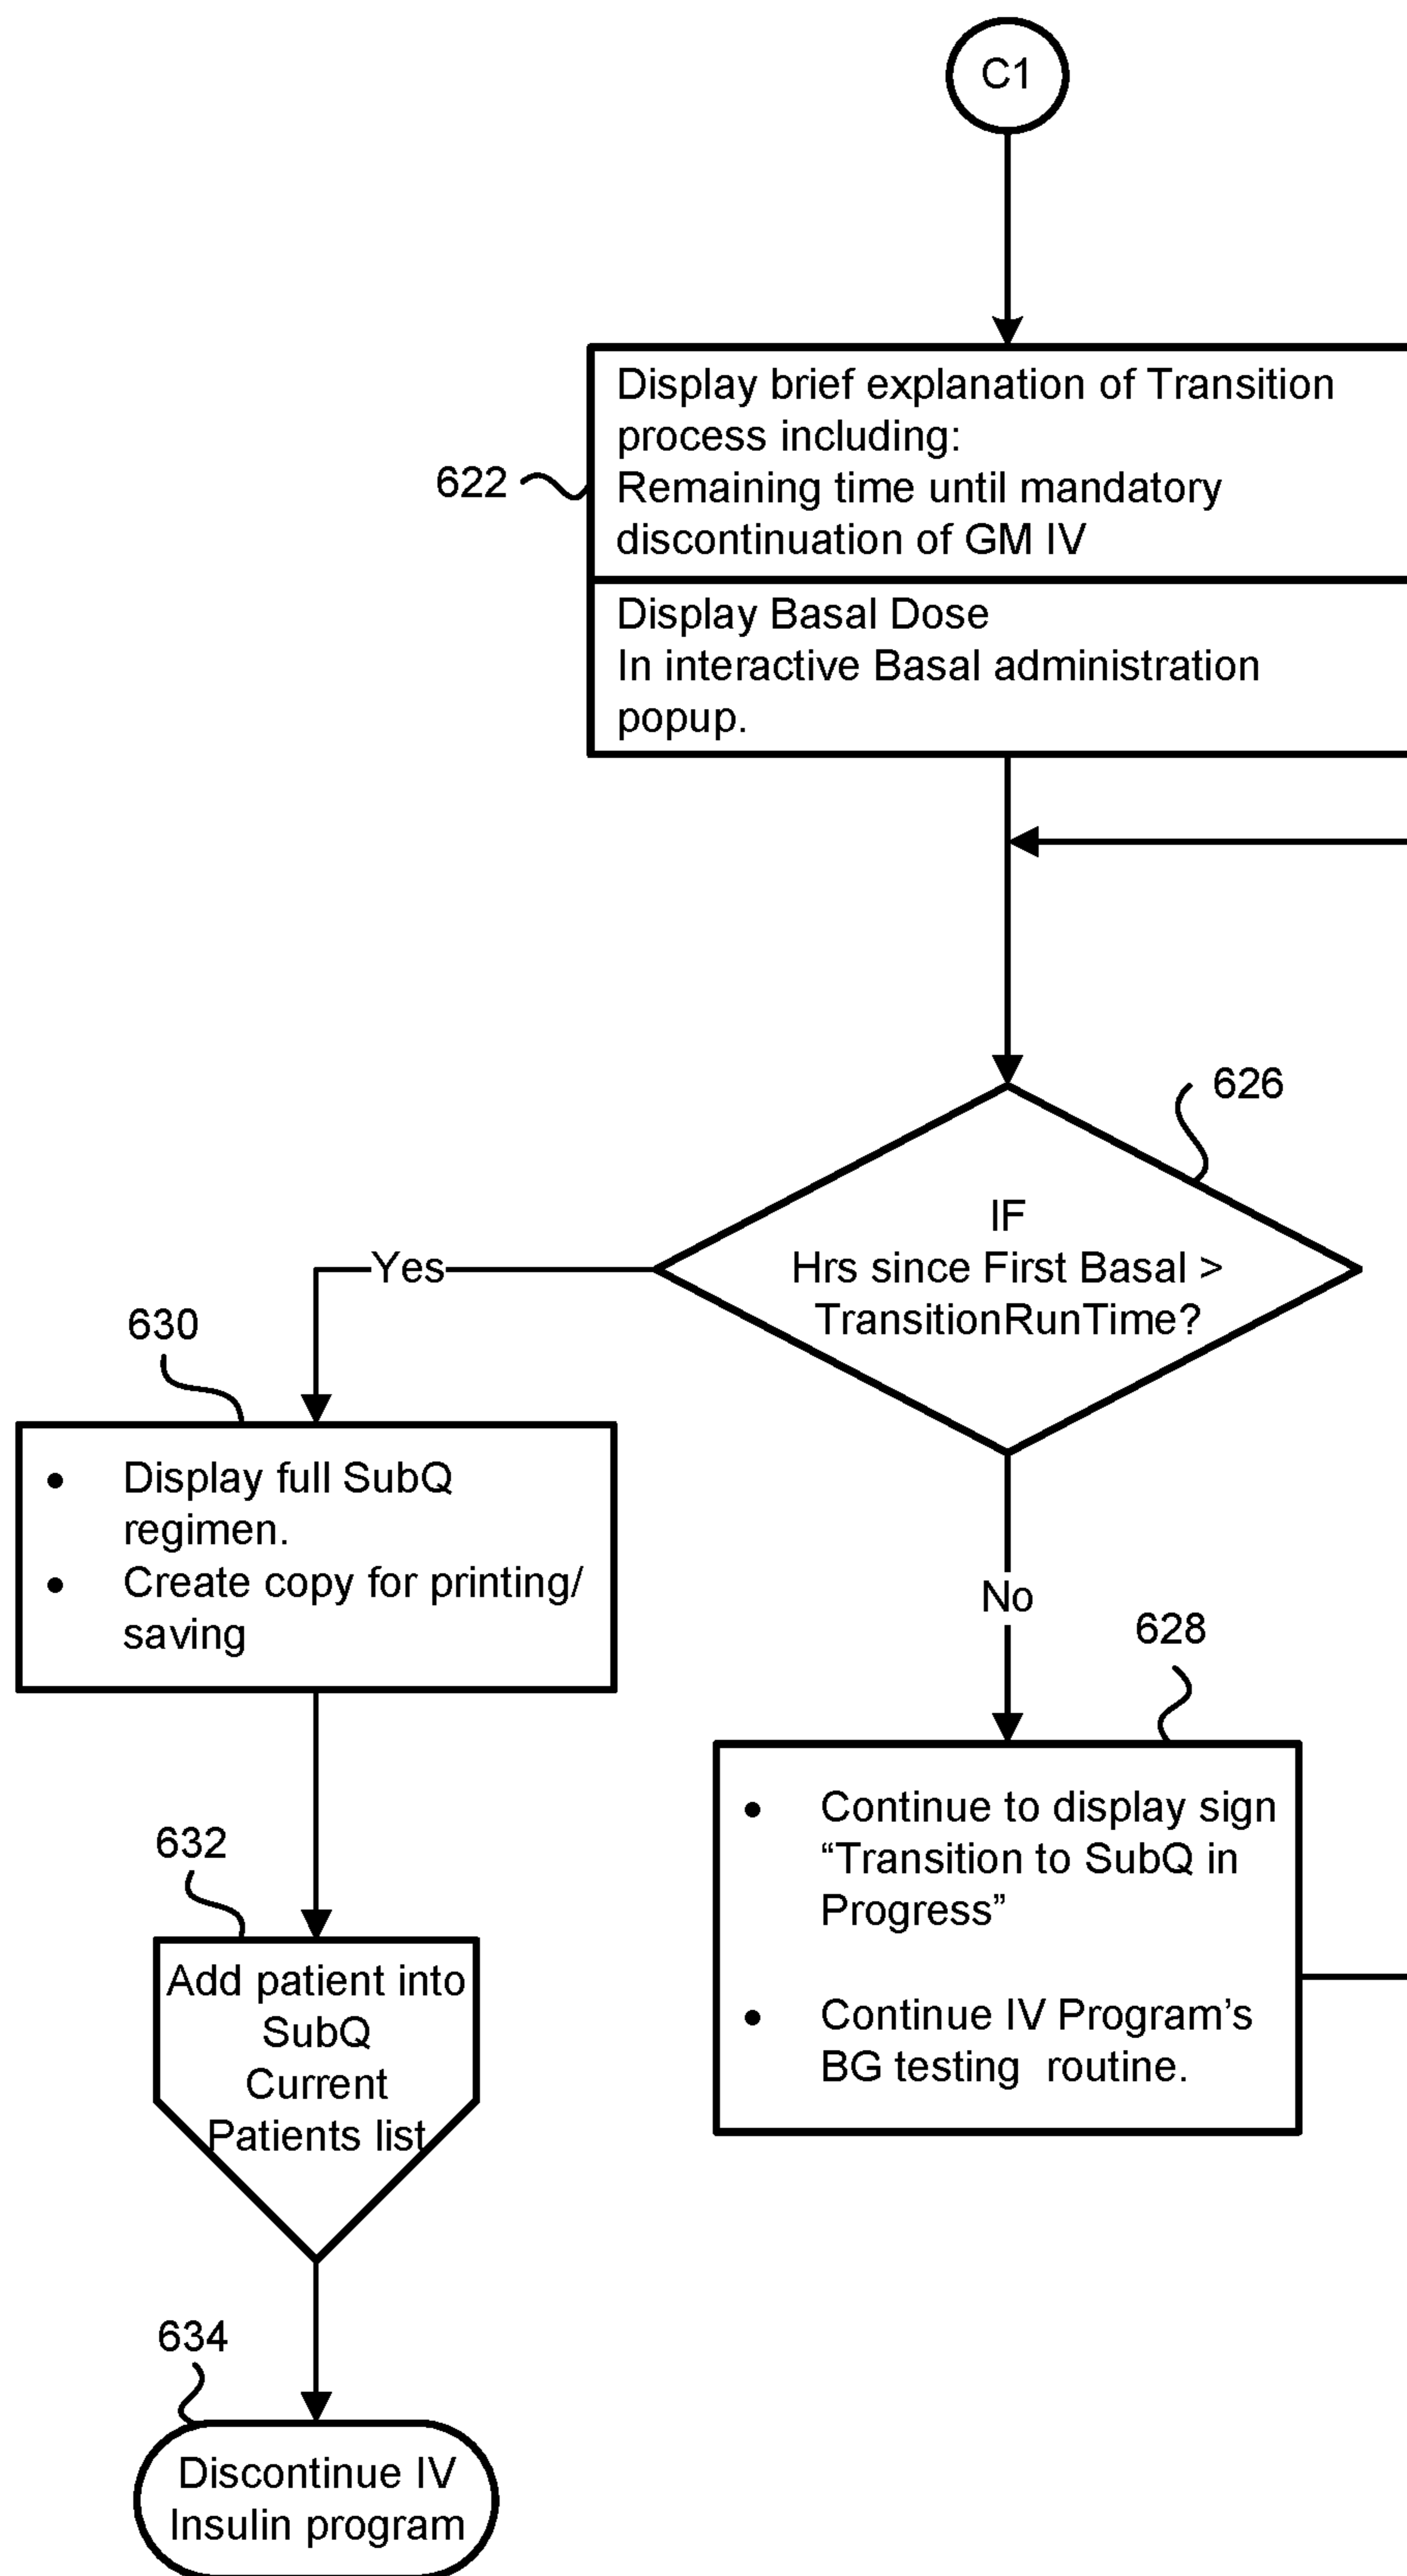 C1
Display brief explanation of Transition
process including:
Remaining time until mandatory
discontinuation of GM IV
622
Display Basal Dose
In interactive Basal administration
popup.
626
IF
Hrs since First Basal >
TransitionRunTime?
Yes
630
• Display full SubQ
regimen.
• Create copy for printing/
saving
No
628
• Continue to display sign
“Transition to SubQ in
Progress”
• Continue IV Program’s
BG testing  routine.
632
Add patient into
SubQ
Current
Patients list
634
Discontinue IV
Insulin program